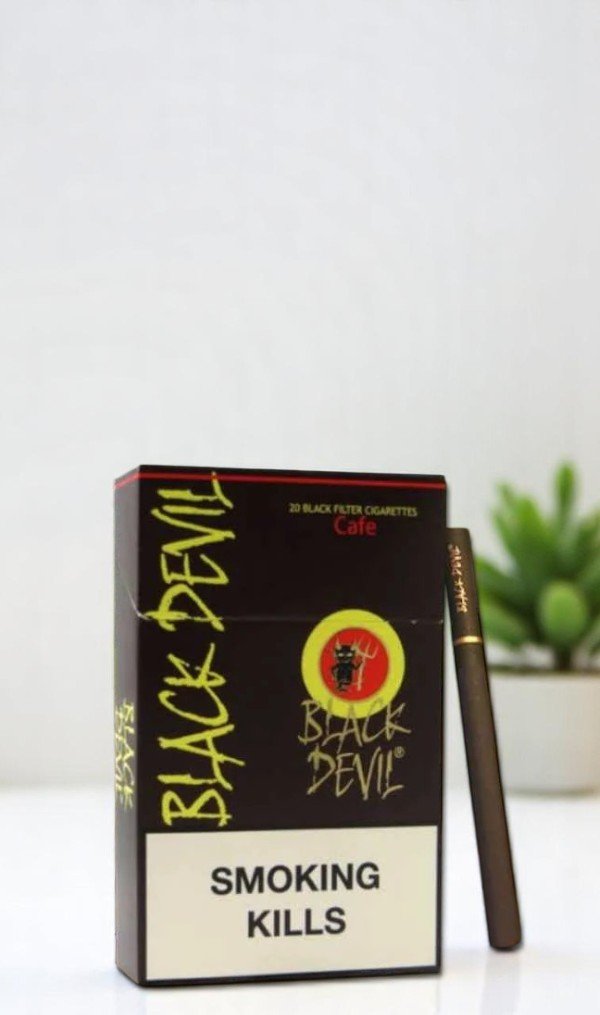 BLACK DEVIL
20 BLACK FILTER CIGARETTES
Cafe
BLACK
DEVIL®
BLACK
DEVIL
SMOKING
KILLS
BLACK DEVIL